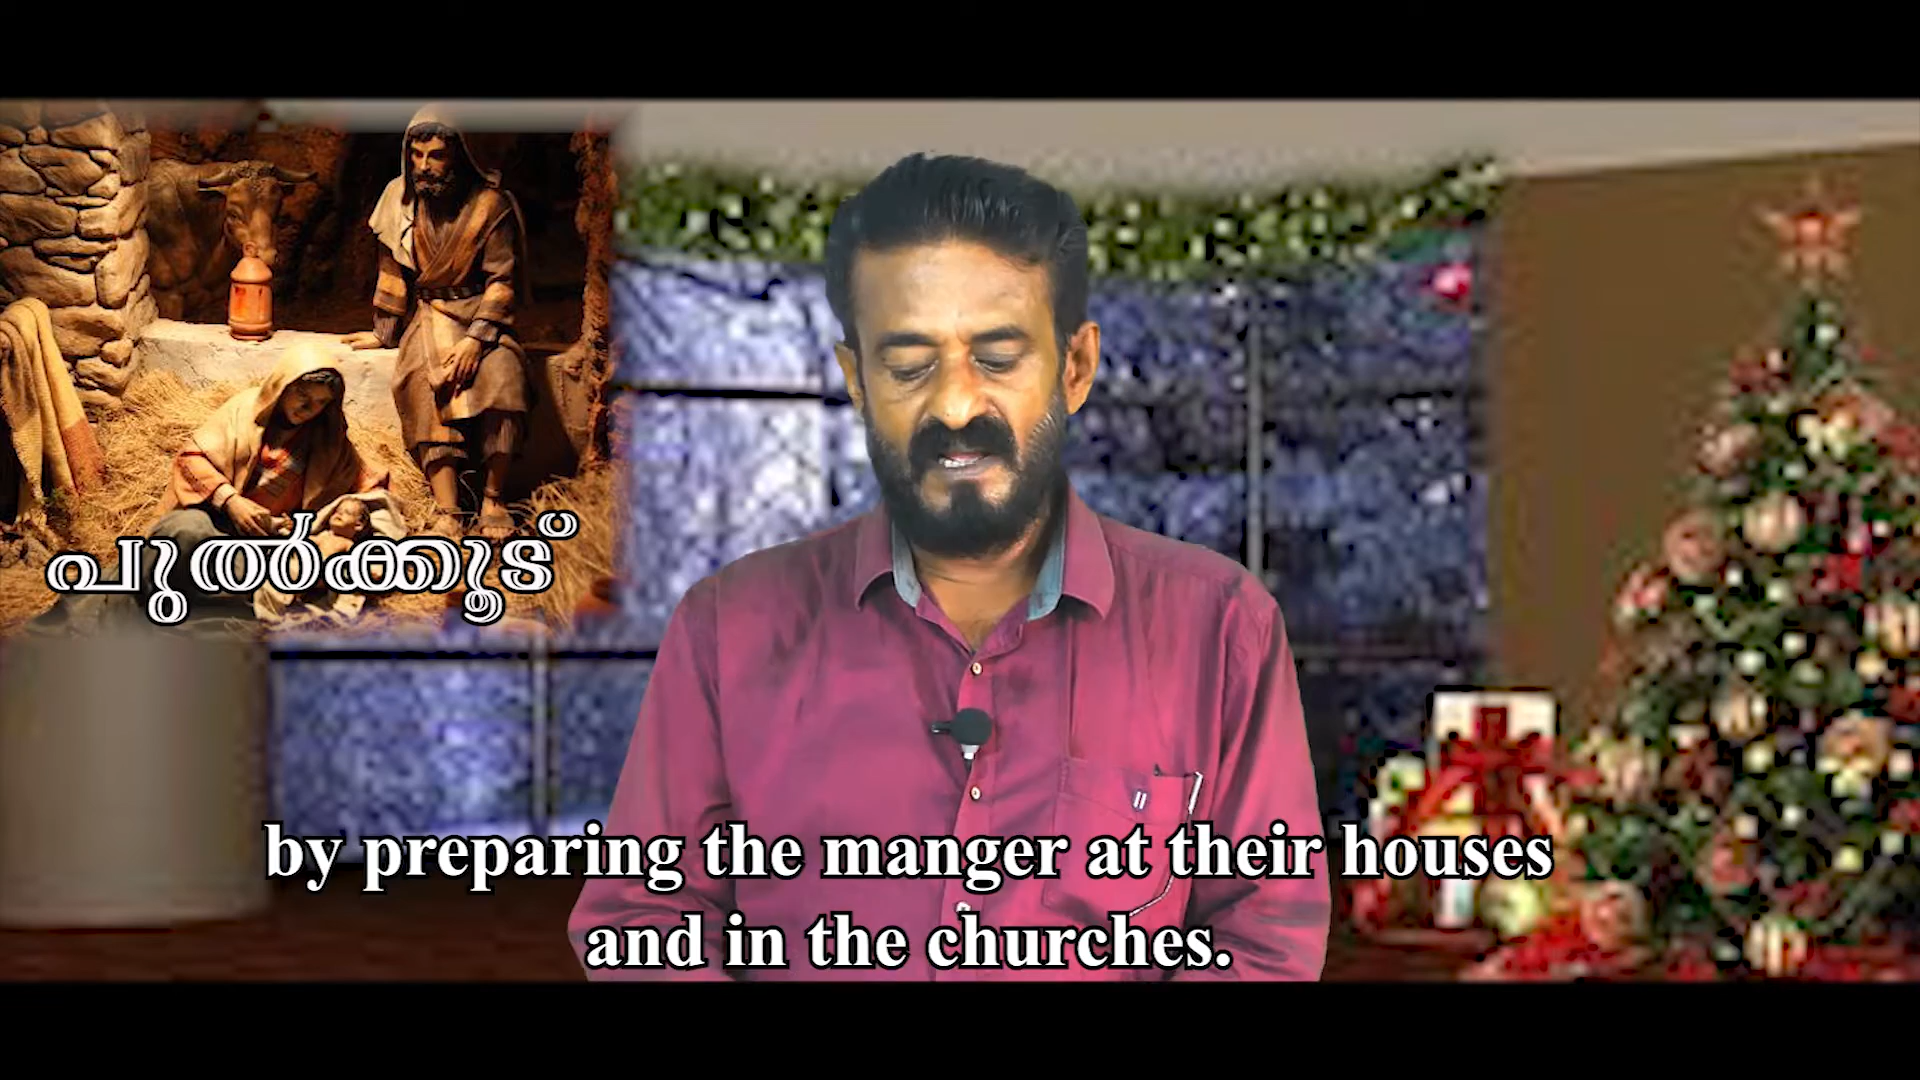 പുൽക്കൂട്
by preparing the manger at their houses
and in the churches.